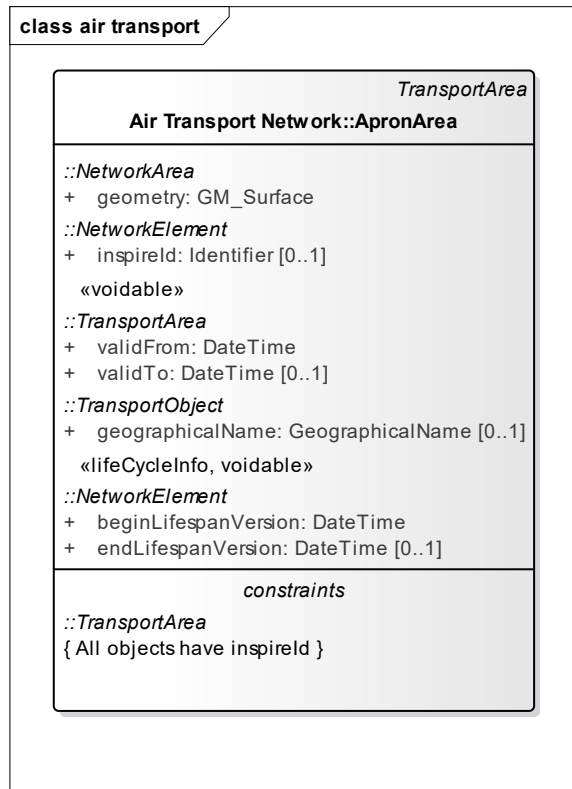 class air transport
TransportArea
Air Transport Network::ApronArea
::NetworkArea
+ geometry: GM_Surface
::NetworkElement
+ inspireId: Identifier [0..1]
«voidable»
::TransportArea
+ validFrom: DateTime
+ validTo: DateTime [0..1]
::TransportObject
+ geographicalName: GeographicalName [0..1]
«lifeCycleInfo, voidable»
::NetworkElement
+ beginLifespanVersion: DateTime
+ endLifespanVersion: DateTime [0..1]
constraints
::TransportArea
{ All objects have inspireId }